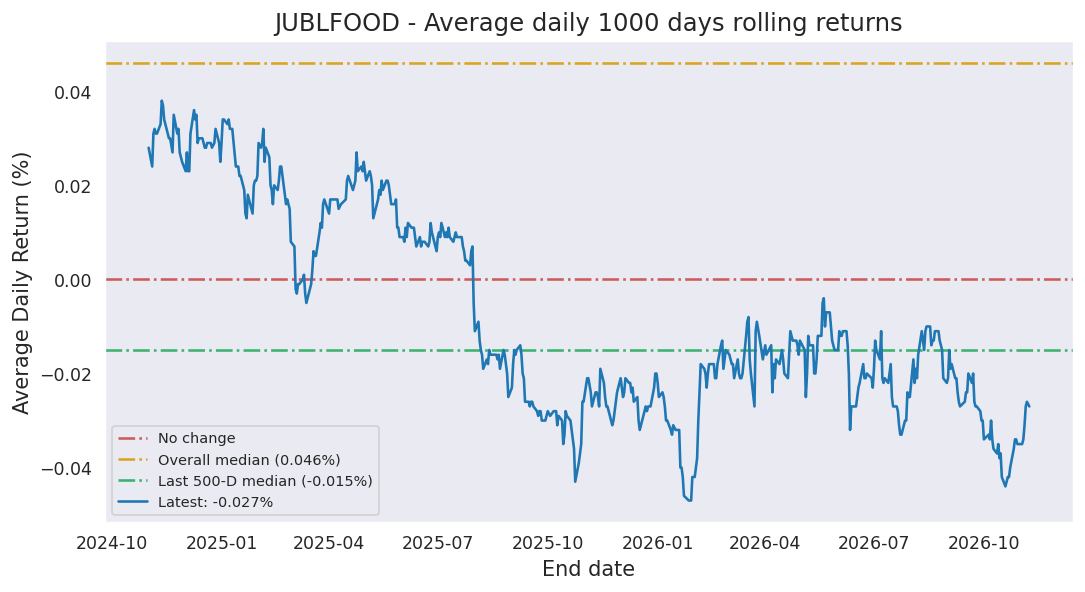 JUBLFOOD - Average daily 1000 days rolling returns
Average Daily Return (%)
0.04
0.02
0.00
−0.02
−0.04
No change
Overall median (0.046%)
Last 500-D median (-0.015%)
Latest: -0.027%
2024-10 2025-01 2025-04 2025-07 2025-10 2026-01 2026-04 2026-07 2026-10
End date